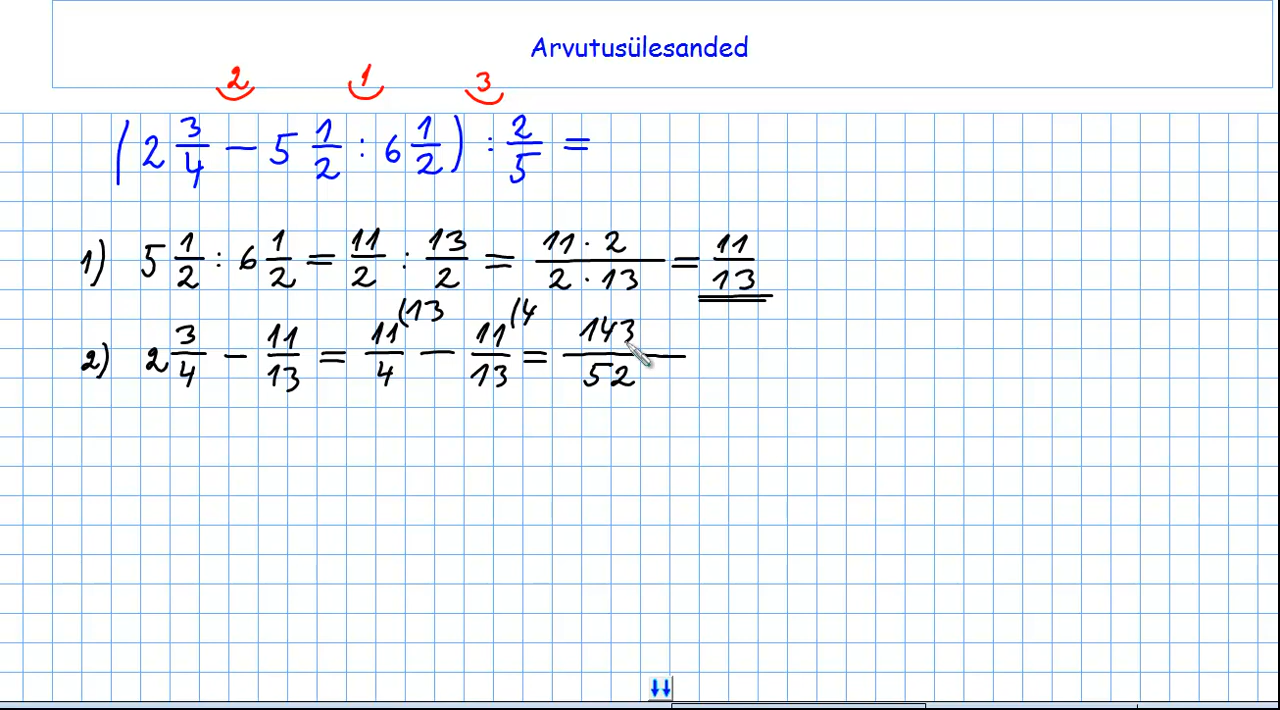 Arvutusülesanded
2 1 3
(2 3/4 − 5 1/2 : 6 1/2) : 2/5 =
1) 5 1/2 : 6 1/2 = 11/2 : 13/2 = 11 · 2/2 · 13 = 11/13
2) 2 3/4 − 11/13 = 11(13/4 − 11(4/13 = 143/52